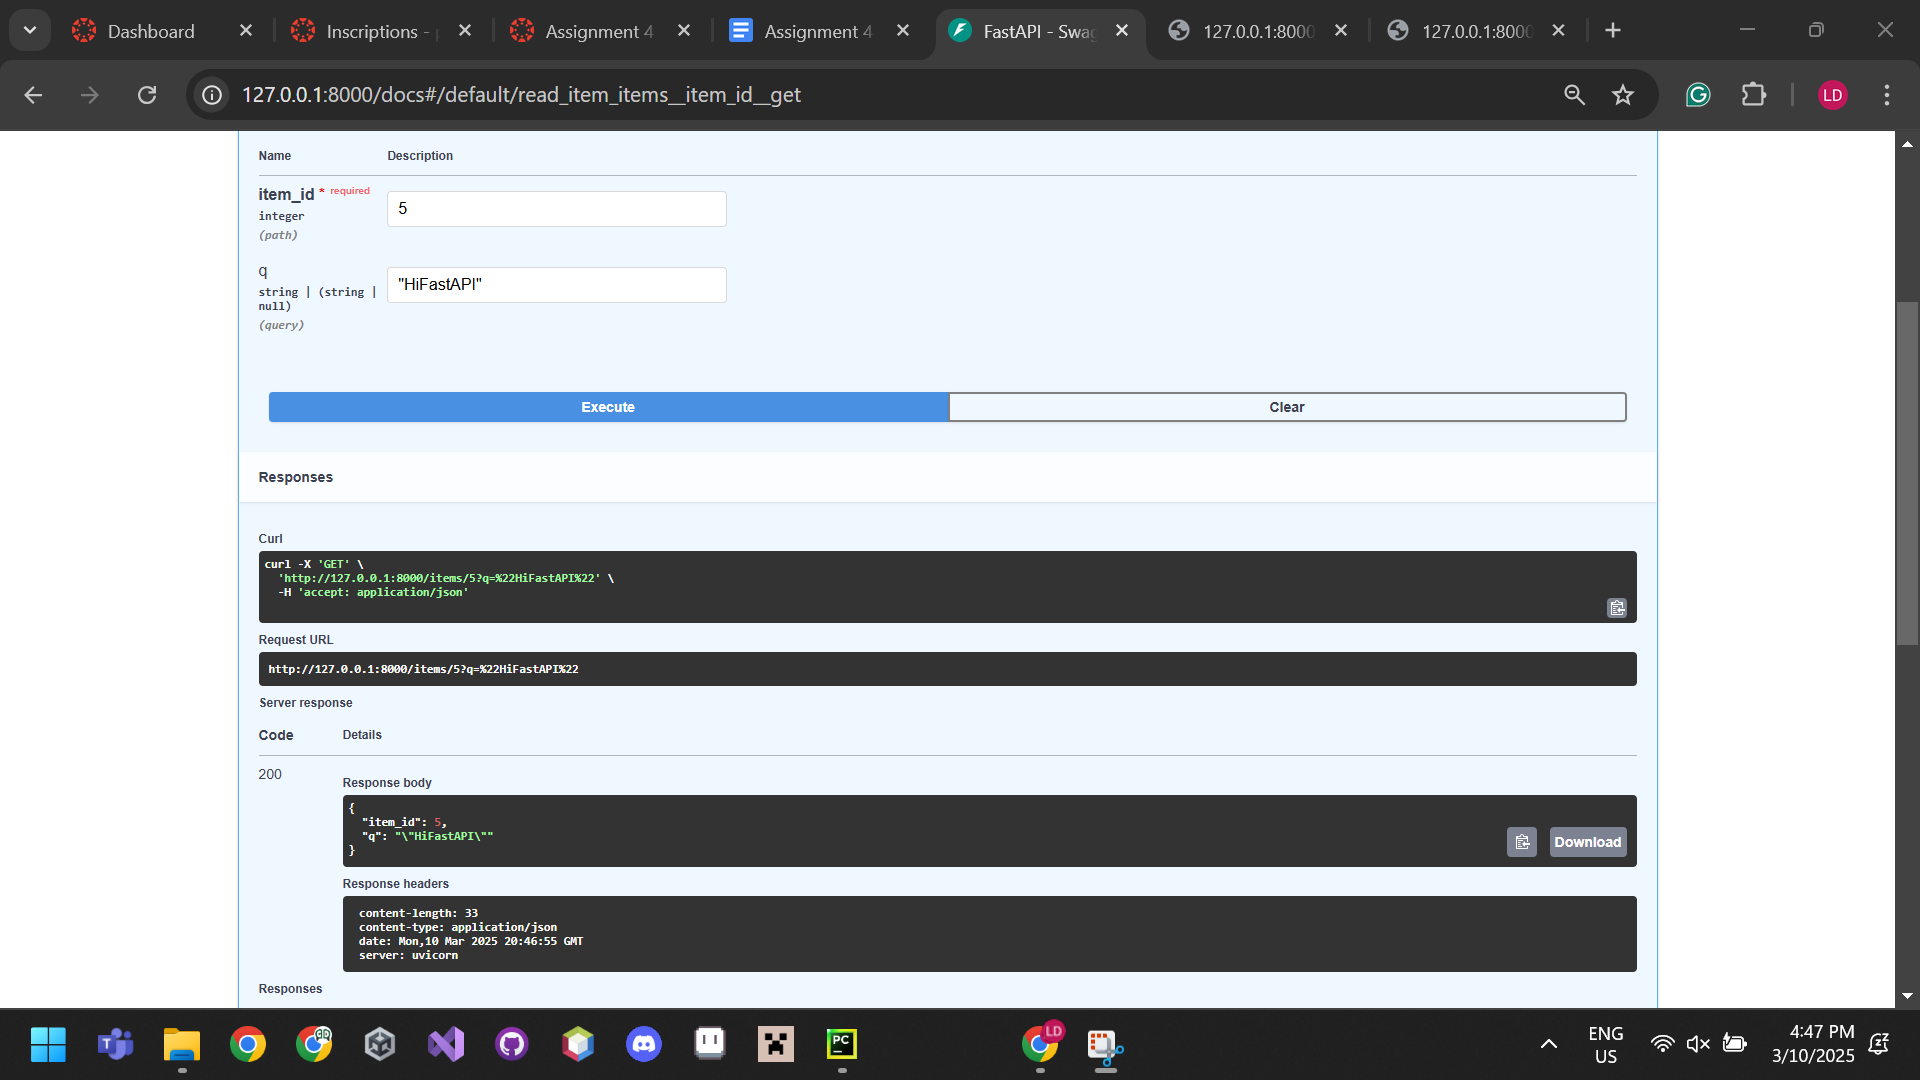 Dashboard
Inscriptions -
Assignment 4
Assignment 4
FastAPI - Swag
127.0.0.1:8000
127.0.0.1:8000
127.0.0.1:8000/docs#/default/read_item_items__item_id__get
LD
Name Description
item_id * required
integer
(path)
5
q
string | (string |
null)
(query)
"HiFastAPI"
Execute Clear
Responses
Curl
curl -X 'GET' \
'http://127.0.0.1:8000/items/5?q=%22HiFastAPI%22' \
-H 'accept: application/json'
Request URL
http://127.0.0.1:8000/items/5?q=%22HiFastAPI%22
Server response
Code Details
200
Response body
{
"item_id": 5,
"q": "\"HiFastAPI\""
}
Download
Response headers
content-length: 33
content-type: application/json
date: Mon,10 Mar 2025 20:46:55 GMT
server: uvicorn
Responses
T
PC
LD
ENG
US
4:47 PM
3/10/2025